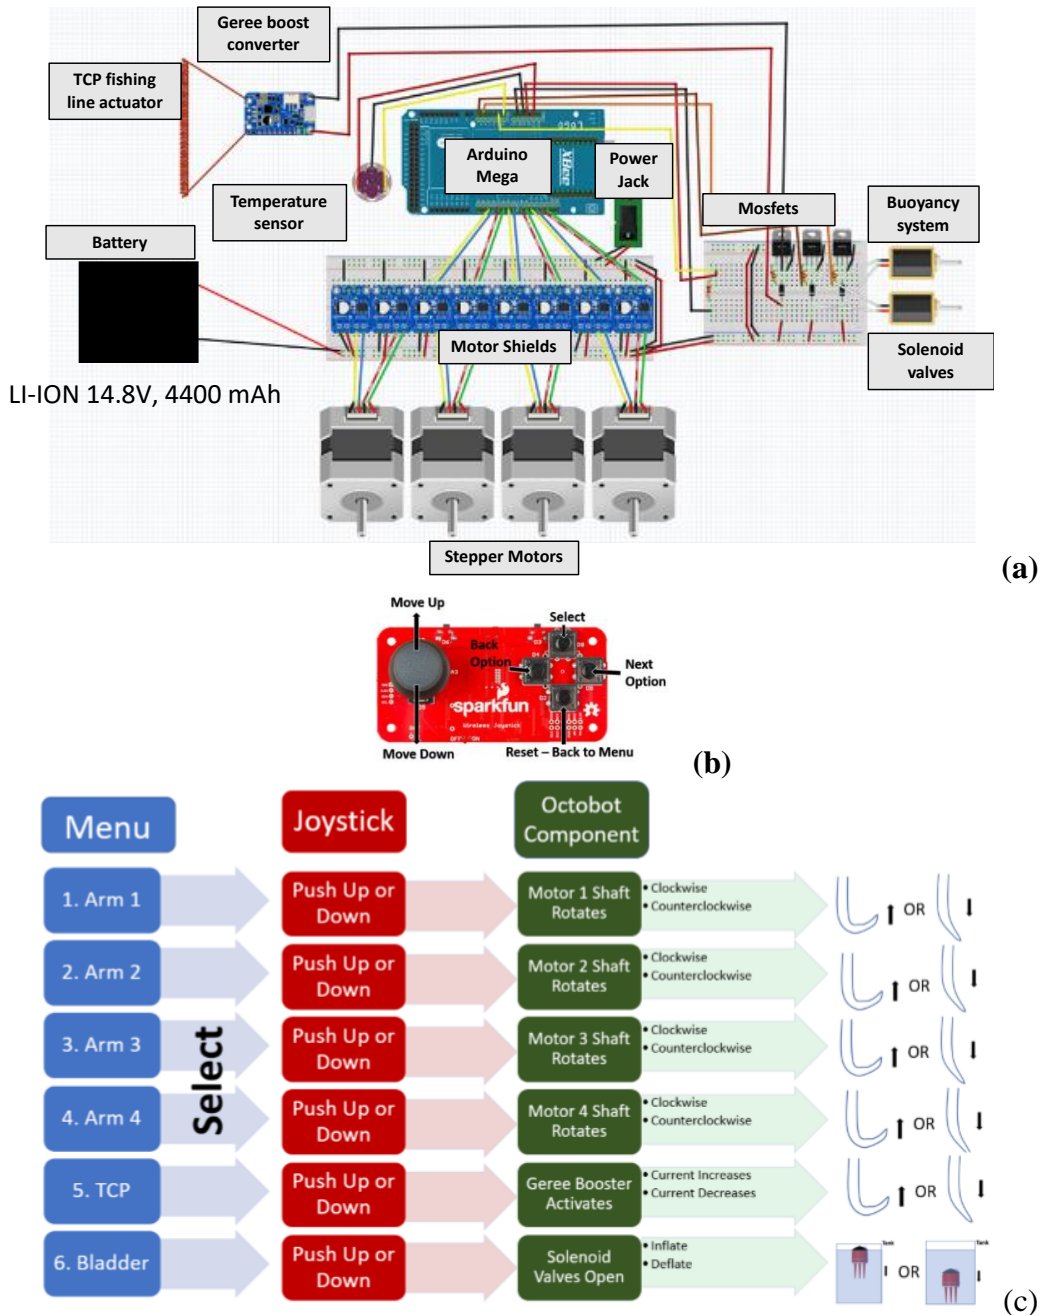 Geree boost
converter
TCP fishing
line actuator
Arduino
Mega
XBee
Power
Jack
Temperature
sensor
Mosfets
Buoyancy
system
Battery
Motor Shields
Solenoid
valves
LI-ION 14.8V, 4400 mAh
Stepper Motors
(a)
Move Up
Select
Back
Option
Next
Option
sparkfun
Wireless Joystick
Move Down
Reset – Back to Menu
(b)
Menu
Joystick
Octobot
Component
Select
1. Arm 1
Push Up or
Down
Motor 1 Shaft
Rotates
• Clockwise
• Counterclockwise
OR
2. Arm 2
Push Up or
Down
Motor 2 Shaft
Rotates
• Clockwise
• Counterclockwise
OR
3. Arm 3
Push Up or
Down
Motor 3 Shaft
Rotates
• Clockwise
• Counterclockwise
OR
4. Arm 4
Push Up or
Down
Motor 4 Shaft
Rotates
• Clockwise
• Counterclockwise
OR
5. TCP
Push Up or
Down
Geree Booster
Activates
• Current Increases
• Current Decreases
OR
6. Bladder
Push Up or
Down
Solenoid
Valves Open
• Inflate
• Deflate
Tank
OR
Tank
(c)